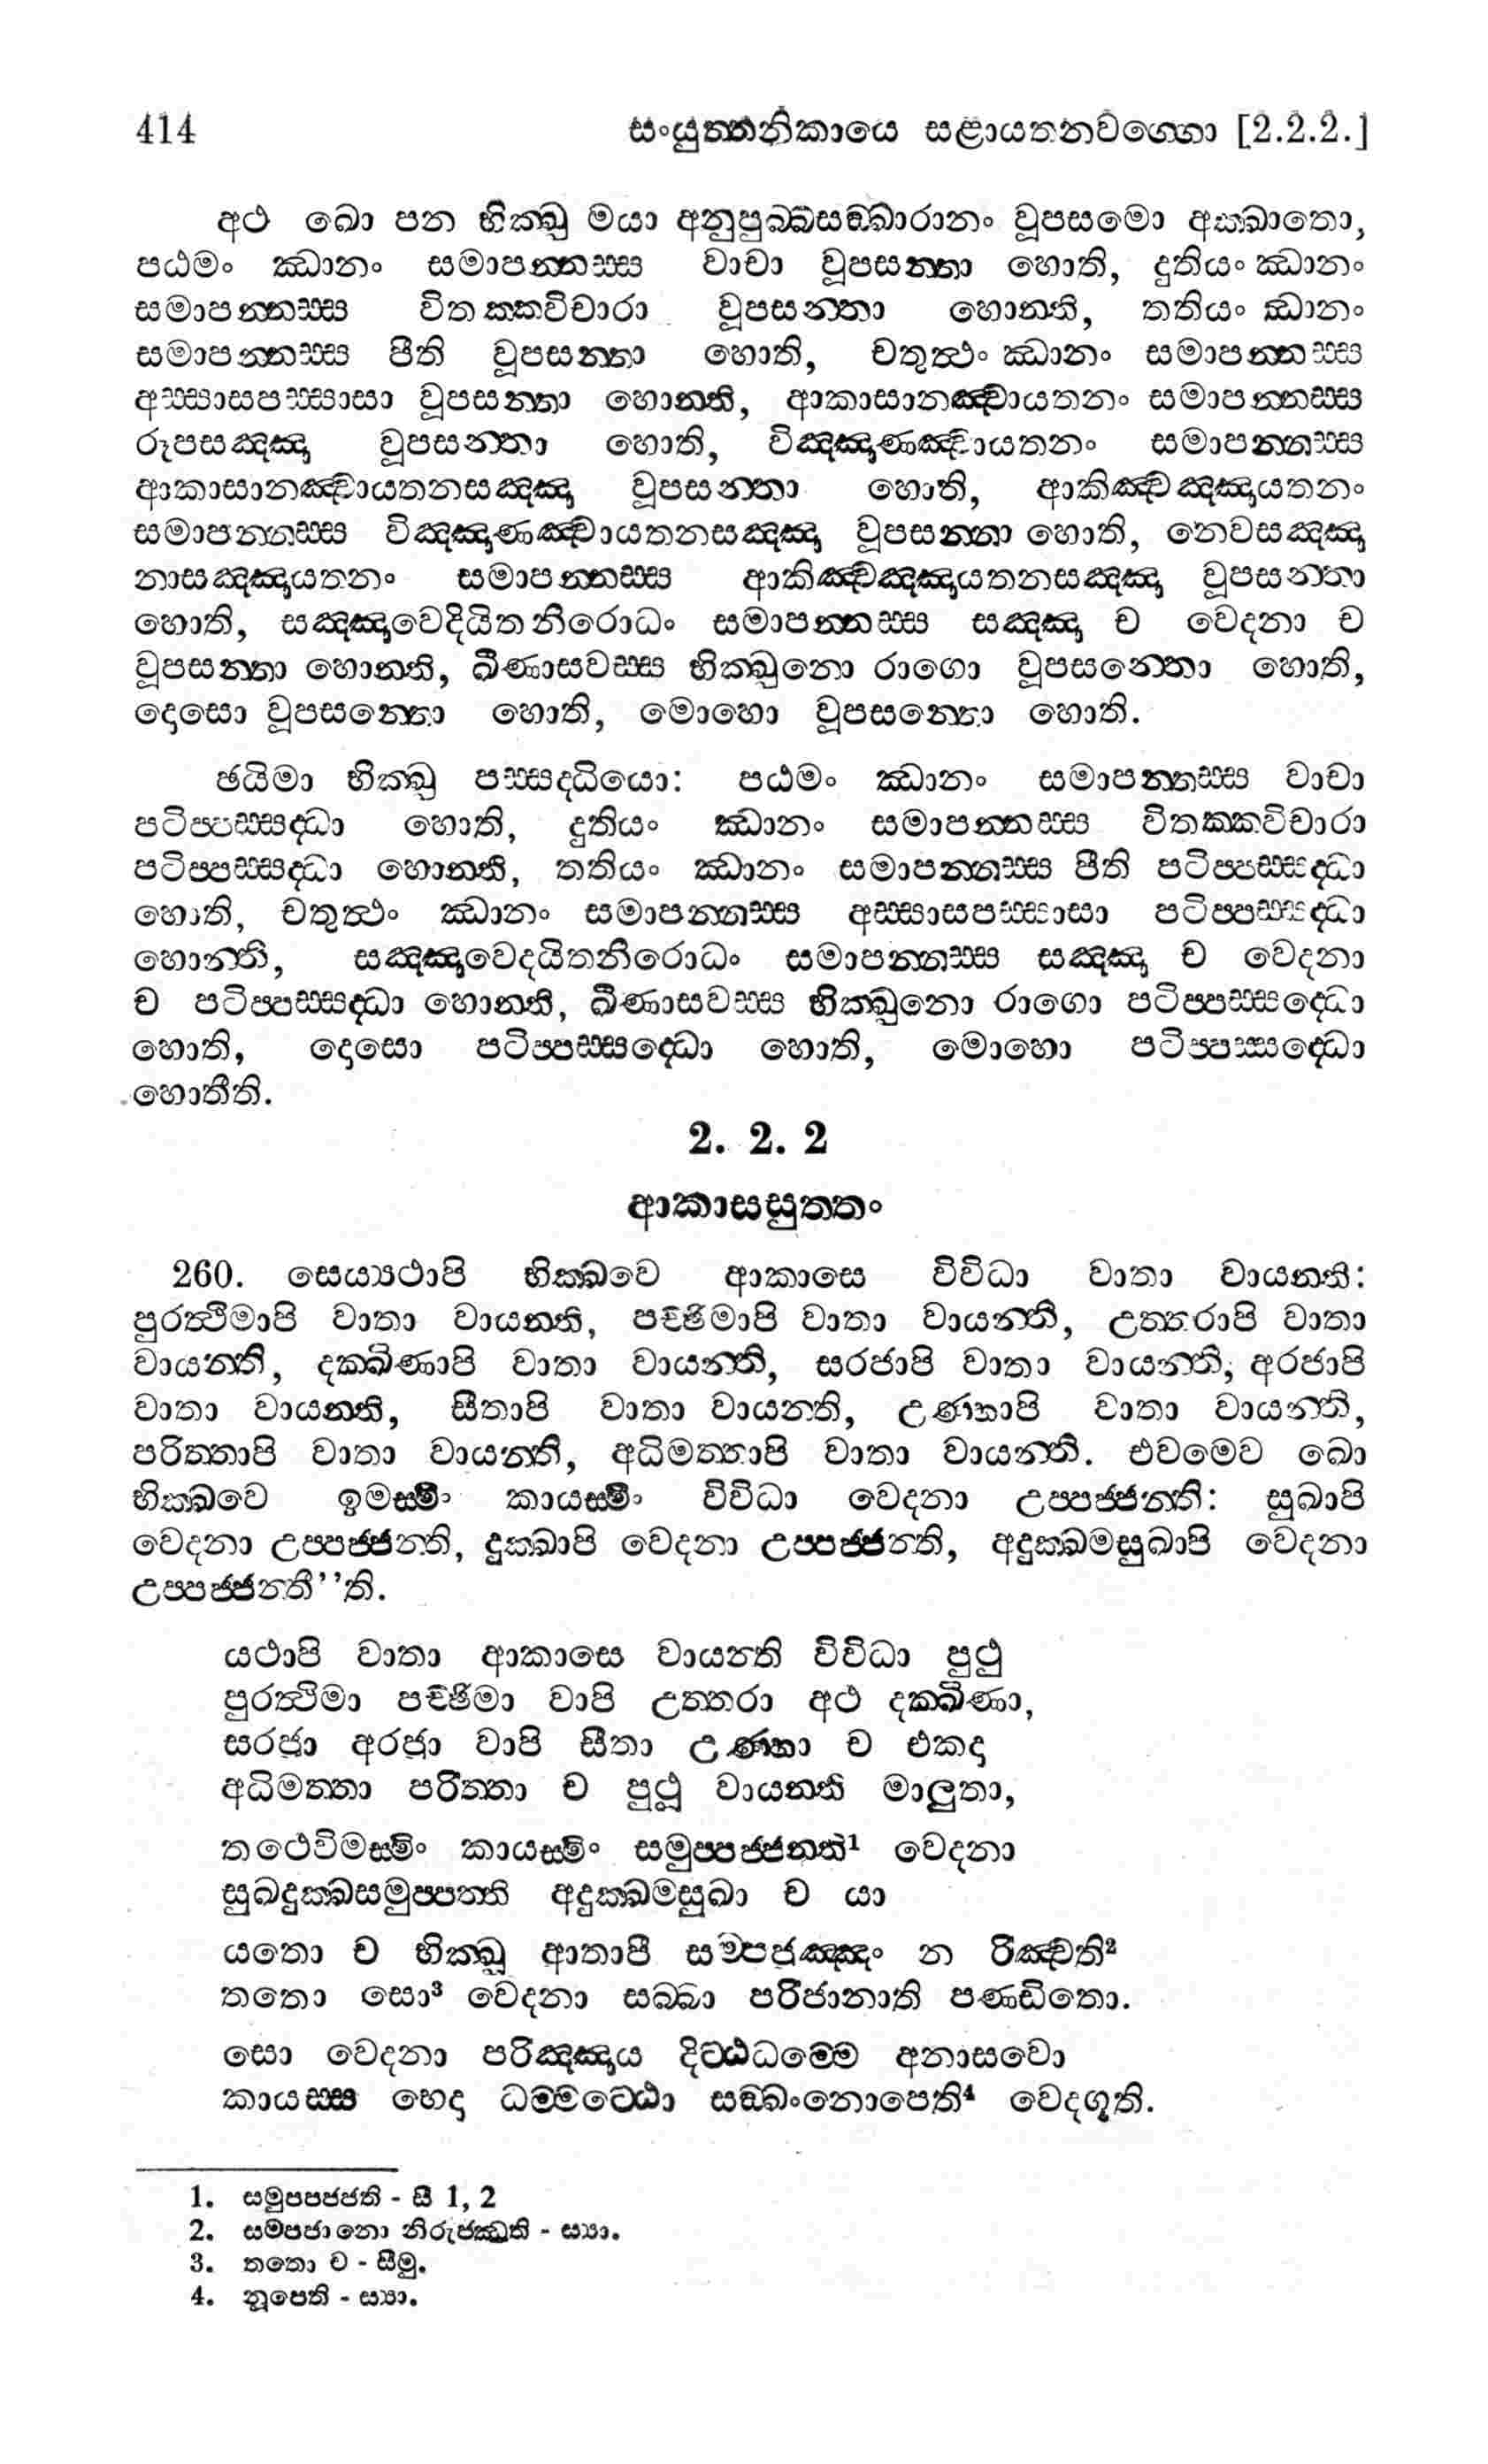 414 සංයුත්තනිකායෙ සළායතනවග්ගො [2.2.2.]
අථ ඛො පන භික්ඛු මයා අනුපුබ්බසඞ්ඛාරානං වූපසමො අක්ඛාතො,
පඨමං ඣානං සමාපන්නස්ස වාචා වූපසන්තා හොති, දුතියං ඣානං
සමාපන්නස්ස විතක්කවිචාරා වූපසන්තා හොන්ති, තතියං ඣානං
සමාපන්නස්ස පීති වූපසන්තා හොති, චතුත්ථං ඣානං සමාපන්නස්ස
අස්සාසපස්සාසා වූපසන්තා හොන්ති, ආකාසානඤ්චායතනං සමාපන්නස්ස
රූපසඤ්ඤා වූපසන්තා හොති, විඤ්ඤාණඤ්චායතනං සමාපන්නස්ස
ආකාසානඤ්චායතනසඤ්ඤා වූපසන්තා හොති, ආකිඤ්චඤ්ඤායතනං
සමාපන්නස්ස විඤ්ඤාණඤ්චායතනසඤ්ඤා වූපසන්තා හොති, නෙවසඤ්ඤා
නාසඤ්ඤායතනං සමාපන්නස්ස ආකිඤ්චඤ්ඤායතනසඤ්ඤා වූපසන්තා
හොති, සඤ්ඤාවෙදියිතනිරොධං සමාපන්නස්ස සඤ්ඤා ච වෙදනා ච
වූපසන්තා හොන්ති, ඛීණාසවස්ස භික්ඛුනො රාගො වූපසන්තො හොති,
දොසො වූපසන්තො හොති, මොහො වූපසන්තො හොති.
ඡයිමා භික්ඛු පස්සද්ධියො: පඨමං ඣානං සමාපන්නස්ස වාචා
පටිප්පස්සද්ධා හොති, දුතියං ඣානං සමාපන්නස්ස විතක්කවිචාරා
පටිප්පස්සද්ධා හොන්ති, තතියං ඣානං සමාපන්නස්ස පීති පටිප්පස්සද්ධා
හොති, චතුත්ථං ඣානං සමාපන්නස්ස අස්සාසපස්සාසා පටිප්පස්සද්ධා
හොන්ති, සඤ්ඤාවෙදයිතනිරොධං සමාපන්නස්ස සඤ්ඤා ච වෙදනා
ච පටිප්පස්සද්ධා හොන්ති, ඛීණාසවස්ස භික්ඛුනො රාගො පටිප්පස්සද්ධො
හොති, දොසො පටිප්පස්සද්ධො හොති, මොහො පටිප්පස්සද්ධො
හොතීති.
2. 2. 2
ආකාසසුත්තං
260. සෙය්‍යථාපි භික්ඛවෙ ආකාසෙ විවිධා වාතා වායන්ති:
පුරත්ථිමාපි වාතා වායන්ති, පච්ඡිමාපි වාතා වායන්ති, උත්තරාපි වාතා
වායන්ති, දක්ඛිණාපි වාතා වායන්ති, සරජාපි වාතා වායන්ති, අරජාපි
වාතා වායන්ති, සීතාපි වාතා වායන්ති, උණ්හාපි වාතා වායන්ති,
පරිත්තාපි වාතා වායන්ති, අධිමත්තාපි වාතා වායන්ති. එවමෙව ඛො
භික්ඛවෙ ඉමස්මිං කායස්මිං විවිධා වෙදනා උප්පජ්ජන්ති: සුඛාපි
වෙදනා උප්පජ්ජන්ති, දුක්ඛාපි වෙදනා උප්පජ්ජන්ති, අදුක්ඛමසුඛාපි වෙදනා
උප්පජ්ජන්තී’’ති.
යථාපි වාතා ආකාසෙ වායන්ති විවිධා පුථු
පුරත්ථිමා පච්ඡිමා වාපි උත්තරා අථ දක්ඛිණා,
සරජා අරජා වාපි සීතා උණ්හා ච එකදා
අධිමත්තා පරිත්තා ච පුථූ වායන්ති මාලුතා,
තථෙවිමස්මිං කායස්මිං සමුප්පජ්ජන්ති¹ වෙදනා
සුඛදුක්ඛසමුප්පත්ති අදුක්ඛමසුඛා ච යා
යතො ච භික්ඛූ ආතාපී සම්පජඤ්ඤං න රිඤ්චති²
තතො සො³ වෙදනා සබ්බා පරිජානාති පණ්ඩිතො.
සො වෙදනා පරිඤ්ඤාය දිට්ඨධම්මෙ අනාසවො
කායස්ස භෙදා ධම්මට්ඨො සඞ්ඛංනොපෙති⁴ වෙදගූති.
1. සමුප්පජ්ජති - සී 1, 2
2. සම්පජානො නිරුජ්ඣති - ස්‍යා.
3. තතො ච - සීමු.
4. නූපෙති - ස්‍යා.